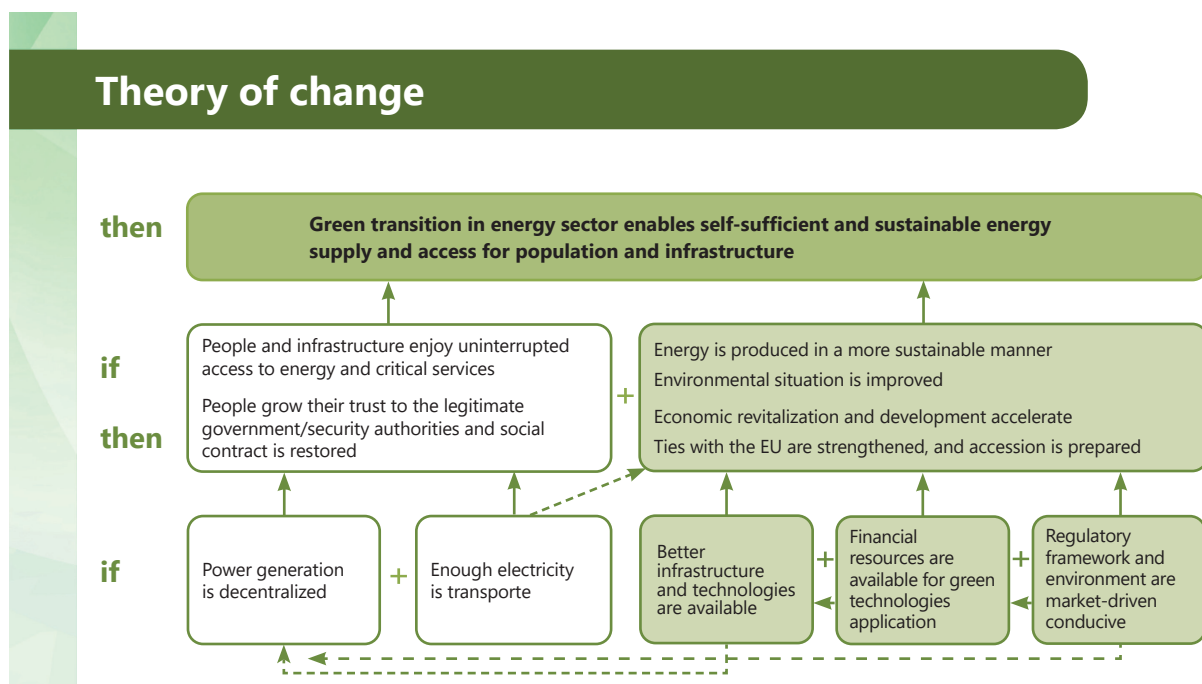 Theory of change
then
Green transition in energy sector enables self-sufficient and sustainable energy
supply and access for population and infrastructure
if
then
People and infrastructure enjoy uninterrupted
access to energy and critical services
People grow their trust to the legitimate
government/security authorities and social
contract is restored
+
Energy is produced in a more sustainable manner
Environmental situation is improved
Economic revitalization and development accelerate
Ties with the EU are strengthened, and accession is prepared
if
Power generation
is decentralized
+
Enough electricity
is transporte
Better
infrastructure
and technologies
are available
+
Financial
resources are
available for green
technologies
application
+
Regulatory
framework and
environment are
market-driven
conducive